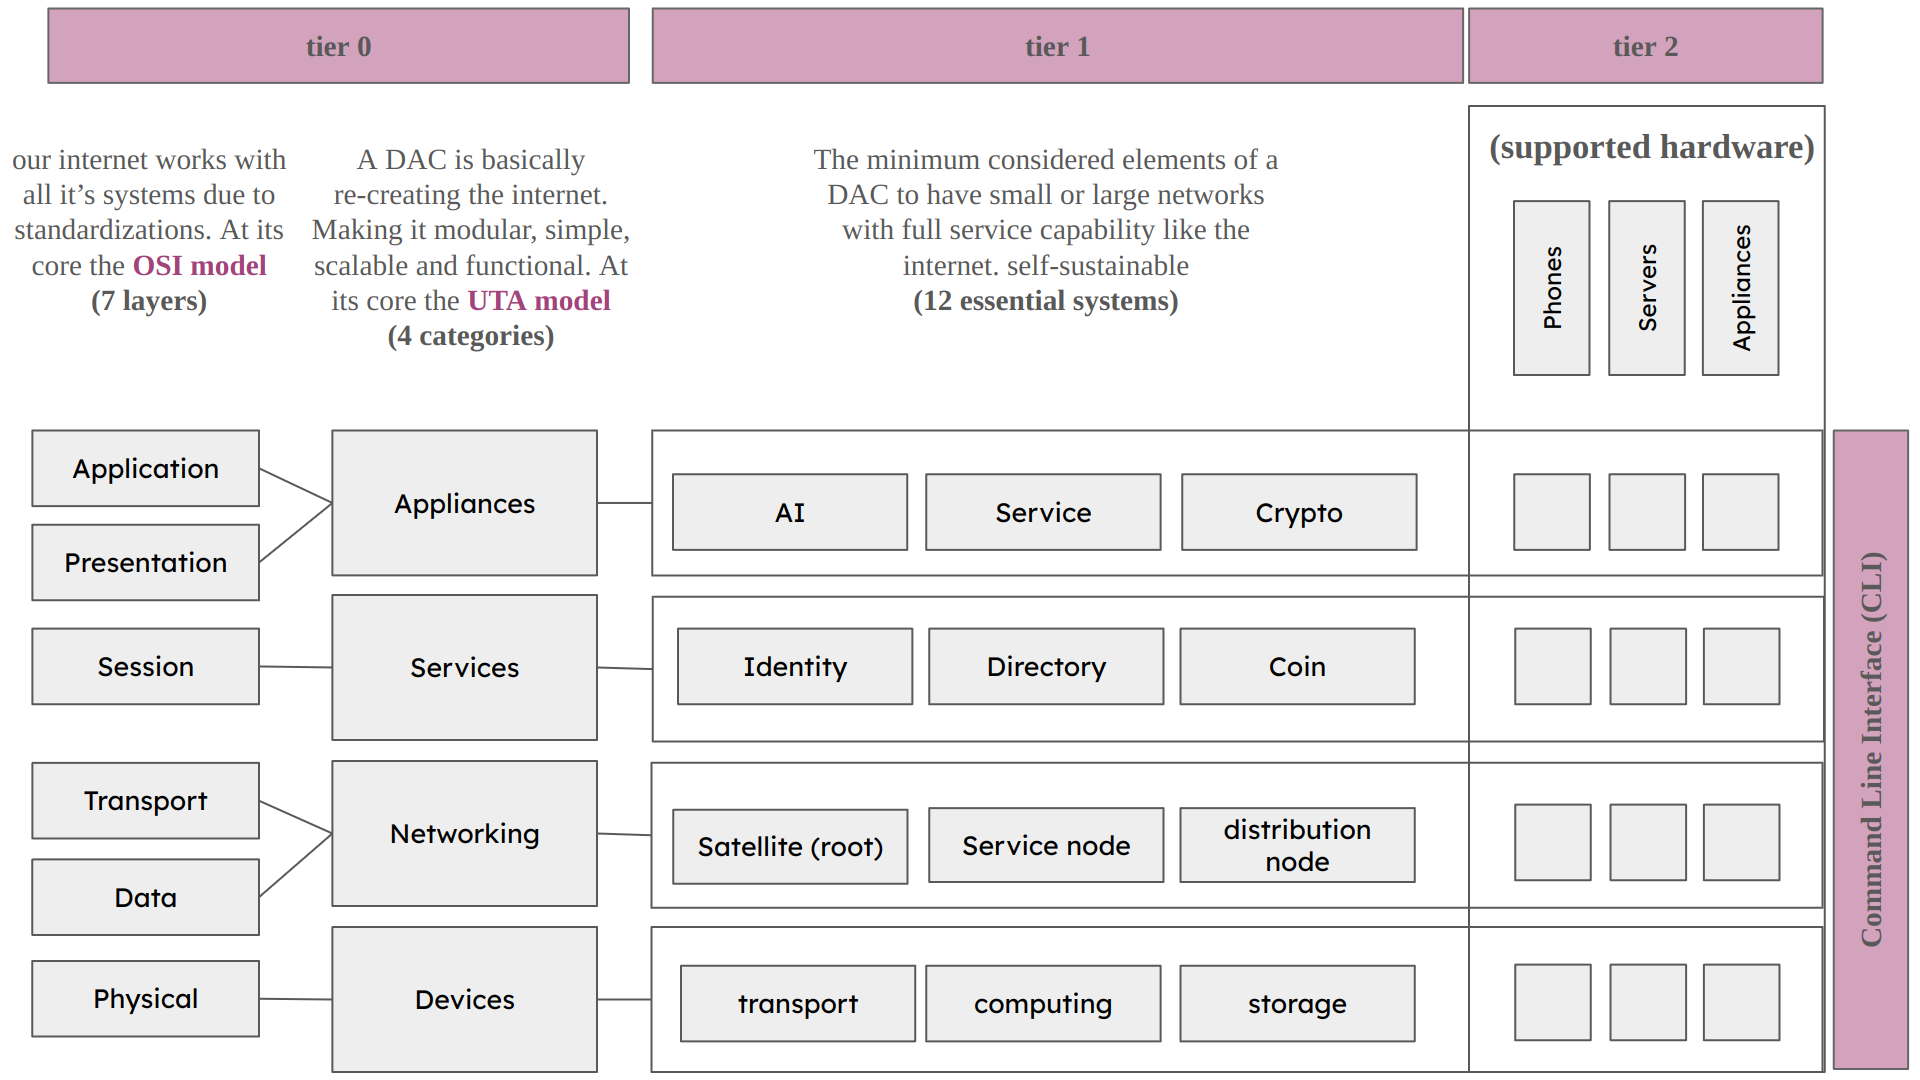 tier 0
tier 1
tier 2
our internet works with
all it’s systems due to
standardizations. At its
core the OSI model
(7 layers)
A DAC is basically
re-creating the internet.
Making it modular, simple,
scalable and functional. At
its core the UTA model
(4 categories)
The minimum considered elements of a
DAC to have small or large networks
with full service capability like the
internet. self-sustainable
(12 essential systems)
(supported hardware)
Phones
Servers
Appliances
Application
Presentation
Appliances
AI
Service
Crypto
Session
Services
Identity
Directory
Coin
Transport
Data
Networking
Satellite (root)
Service node
distribution
node
Physical
Devices
transport
computing
storage
Command Line Interface (CLI)